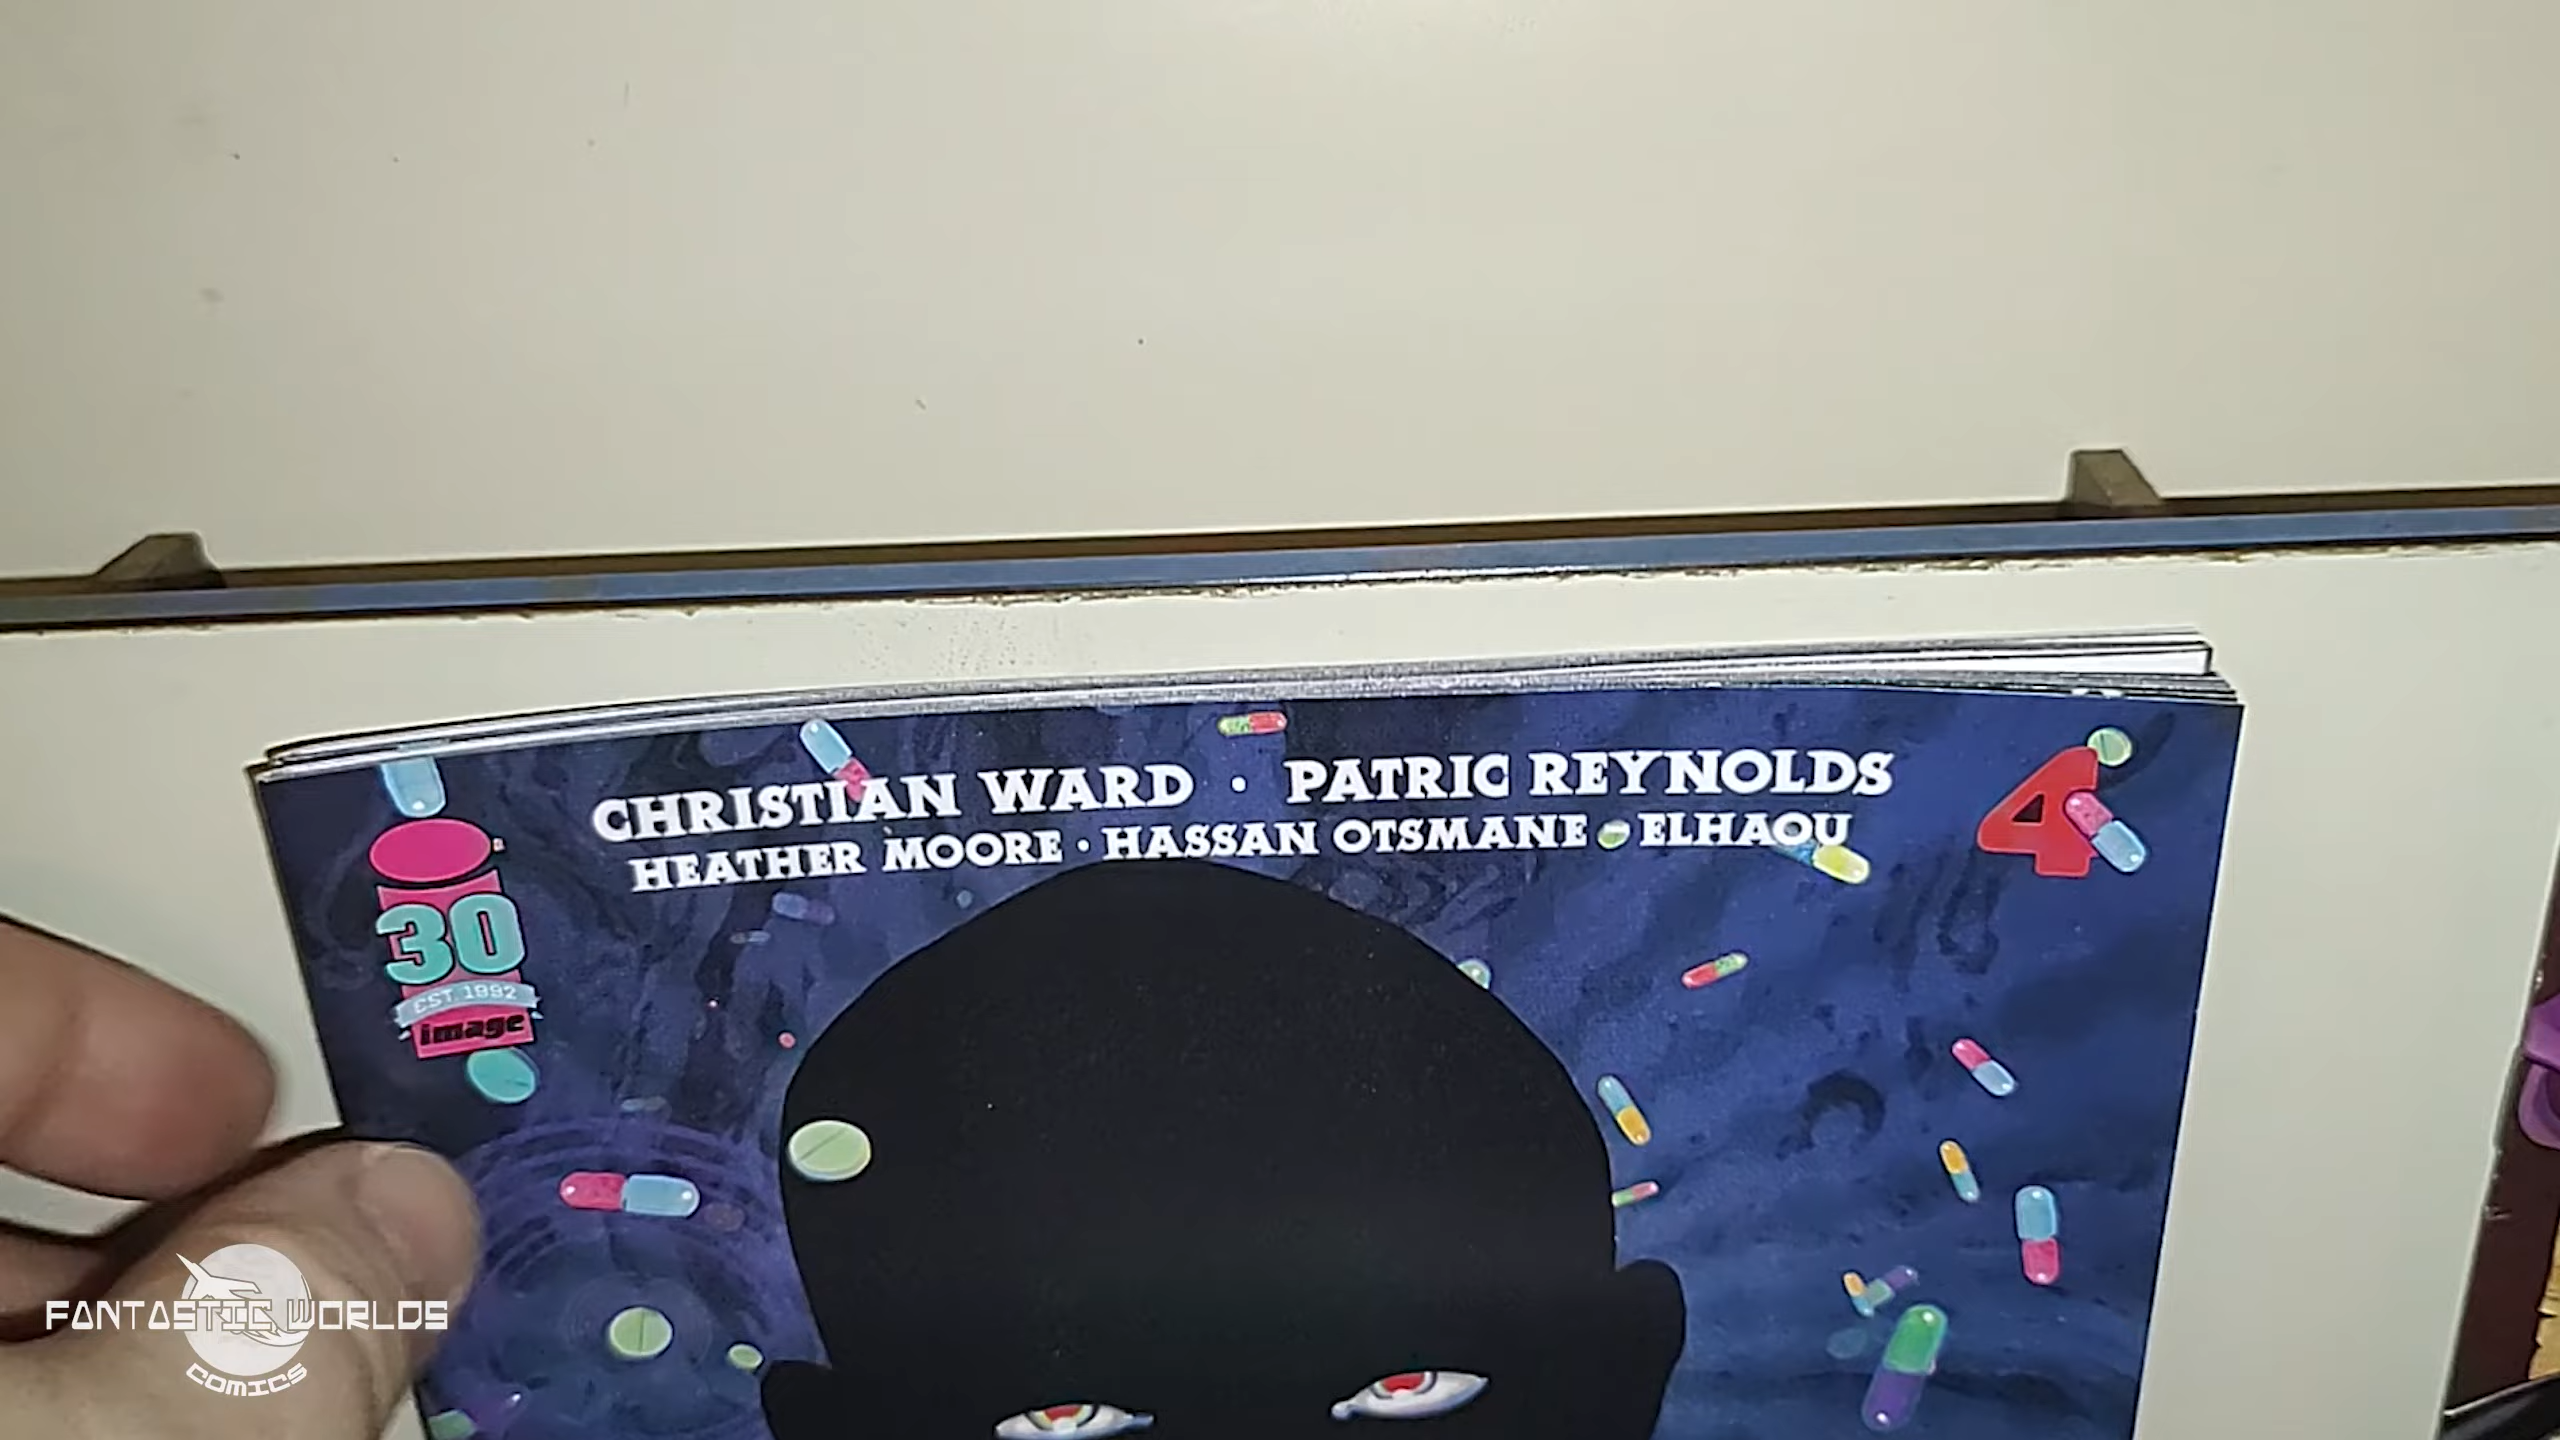 CHRISTIAN WARD · PATRIC REYNOLDS
HEATHER MOORE · HASSAN OTSMANE-ELHAOU
4
i
30
EST. 1992
image
FANTASTIC WORLDS
COMICS